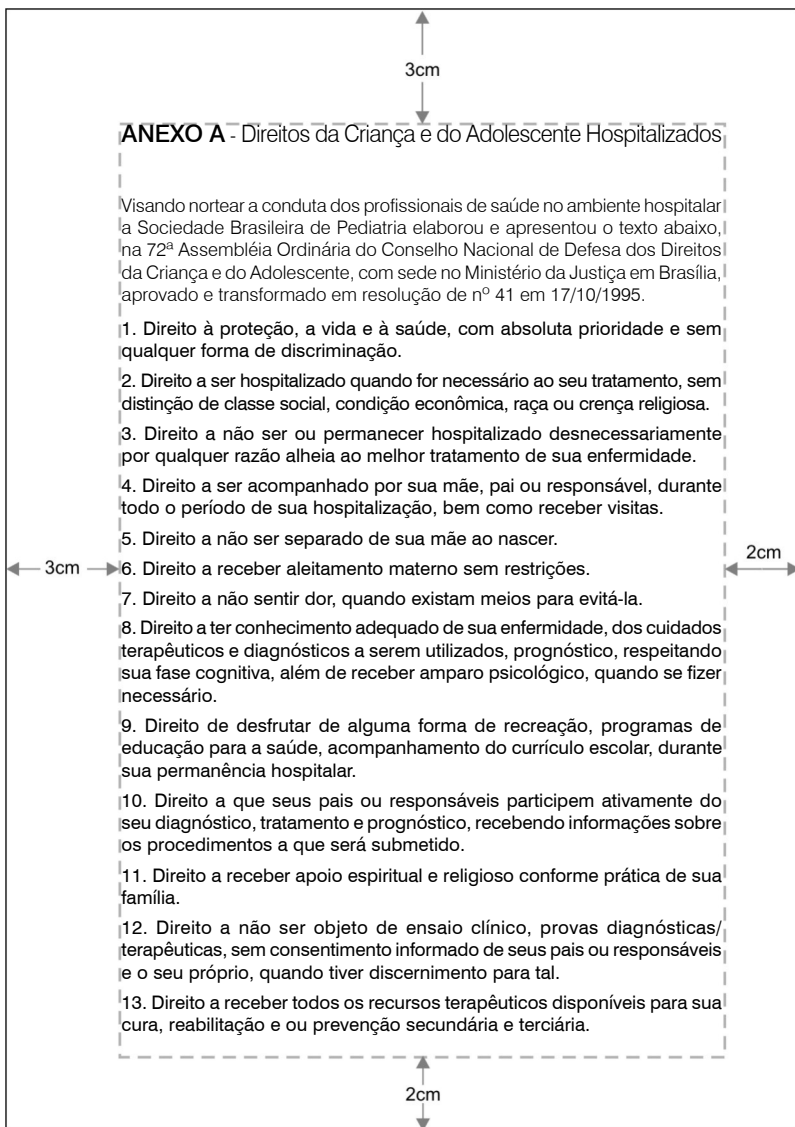 3cm
ANEXO A - Direitos da Criança e do Adolescente Hospitalizados
Visando nortear a conduta dos profissionais de saúde no ambiente hospitalar
a Sociedade Brasileira de Pediatria elaborou e apresentou o texto abaixo,
na 72ª Assembléia Ordinária do Conselho Nacional de Defesa dos Direitos
da Criança e do Adolescente, com sede no Ministério da Justiça em Brasília,
aprovado e transformado em resolução de nº 41 em 17/10/1995.
1. Direito à proteção, a vida e à saúde, com absoluta prioridade e sem
qualquer forma de discriminação.
2. Direito a ser hospitalizado quando for necessário ao seu tratamento, sem
distinção de classe social, condição econômica, raça ou crença religiosa.
3. Direito a não ser ou permanecer hospitalizado desnecessariamente
por qualquer razão alheia ao melhor tratamento de sua enfermidade.
4. Direito a ser acompanhado por sua mãe, pai ou responsável, durante
todo o período de sua hospitalização, bem como receber visitas.
5. Direito a não ser separado de sua mãe ao nascer.
3cm
2cm
6. Direito a receber aleitamento materno sem restrições.
7. Direito a não sentir dor, quando existam meios para evitá-la.
8. Direito a ter conhecimento adequado de sua enfermidade, dos cuidados
terapêuticos e diagnósticos a serem utilizados, prognóstico, respeitando
sua fase cognitiva, além de receber amparo psicológico, quando se fizer
necessário.
9. Direito de desfrutar de alguma forma de recreação, programas de
educação para a saúde, acompanhamento do currículo escolar, durante
sua permanência hospitalar.
10. Direito a que seus pais ou responsáveis participem ativamente do
seu diagnóstico, tratamento e prognóstico, recebendo informações sobre
os procedimentos a que será submetido.
11. Direito a receber apoio espiritual e religioso conforme prática de sua
família.
12. Direito a não ser objeto de ensaio clínico, provas diagnósticas/
terapêuticas, sem consentimento informado de seus pais ou responsáveis
e o seu próprio, quando tiver discernimento para tal.
13. Direito a receber todos os recursos terapêuticos disponíveis para sua
cura, reabilitação e ou prevenção secundária e terciária.
2cm